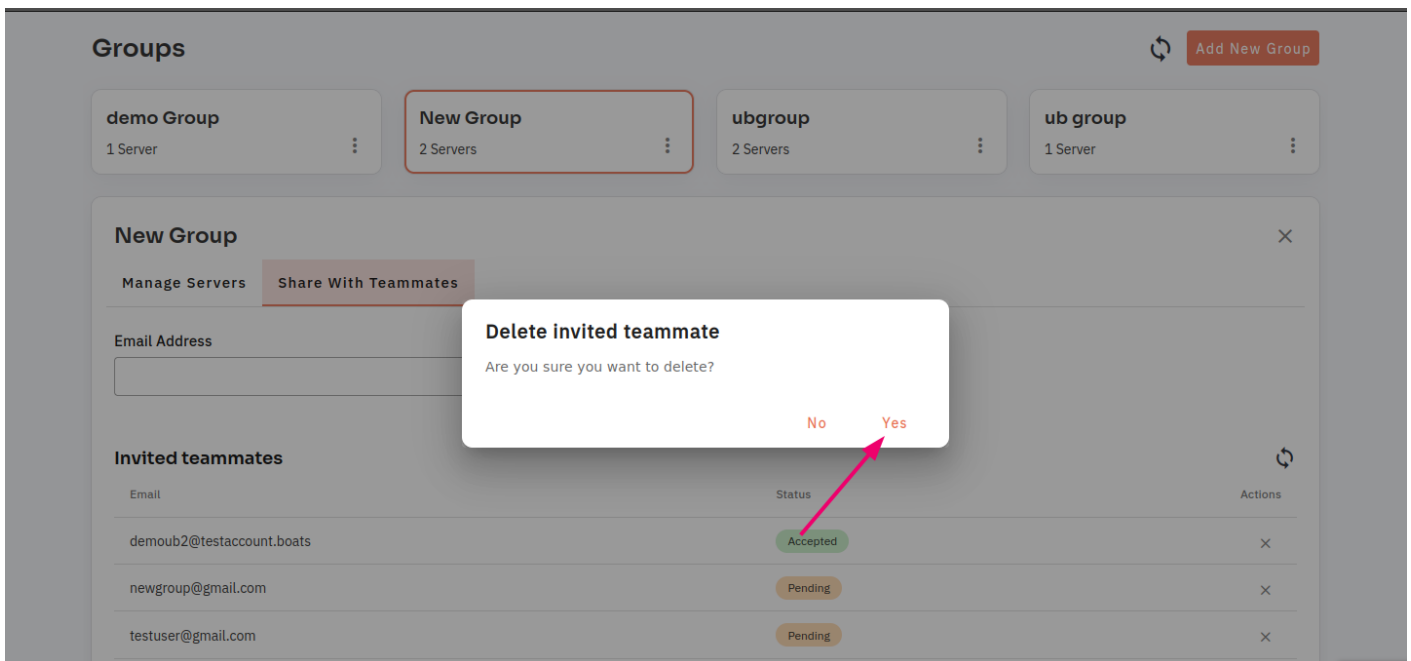 Groups
Add New Group
demo Group
1 Server
New Group
2 Servers
ubgroup
2 Servers
ub group
1 Server
New Group
Manage Servers
Share With Teammates
Email Address
Delete invited teammate
Are you sure you want to delete?
No
Yes
Invited teammates
Email
Status
Actions
demoub2@testaccount.boats
Accepted
newgroup@gmail.com
Pending
testuser@gmail.com
Pending